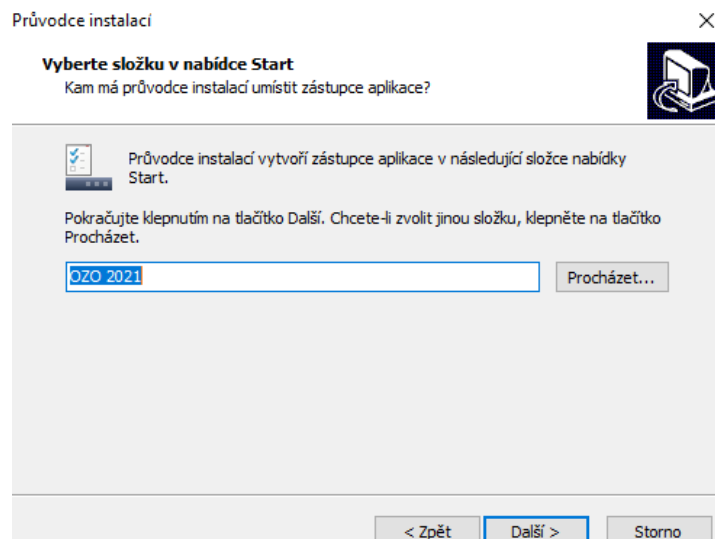 Průvodce instalací
Vyberte složku v nabídce Start
Kam má průvodce instalací umístit zástupce aplikace?
Průvodce instalací vytvoří zástupce aplikace v následující složce nabídky
Start.
Pokračujte klepnutím na tlačítko Další. Chcete-li zvolit jinou složku, klepněte na tlačítko
Procházet.
OZO 2021
Procházet...
< Zpět
Další >
Storno